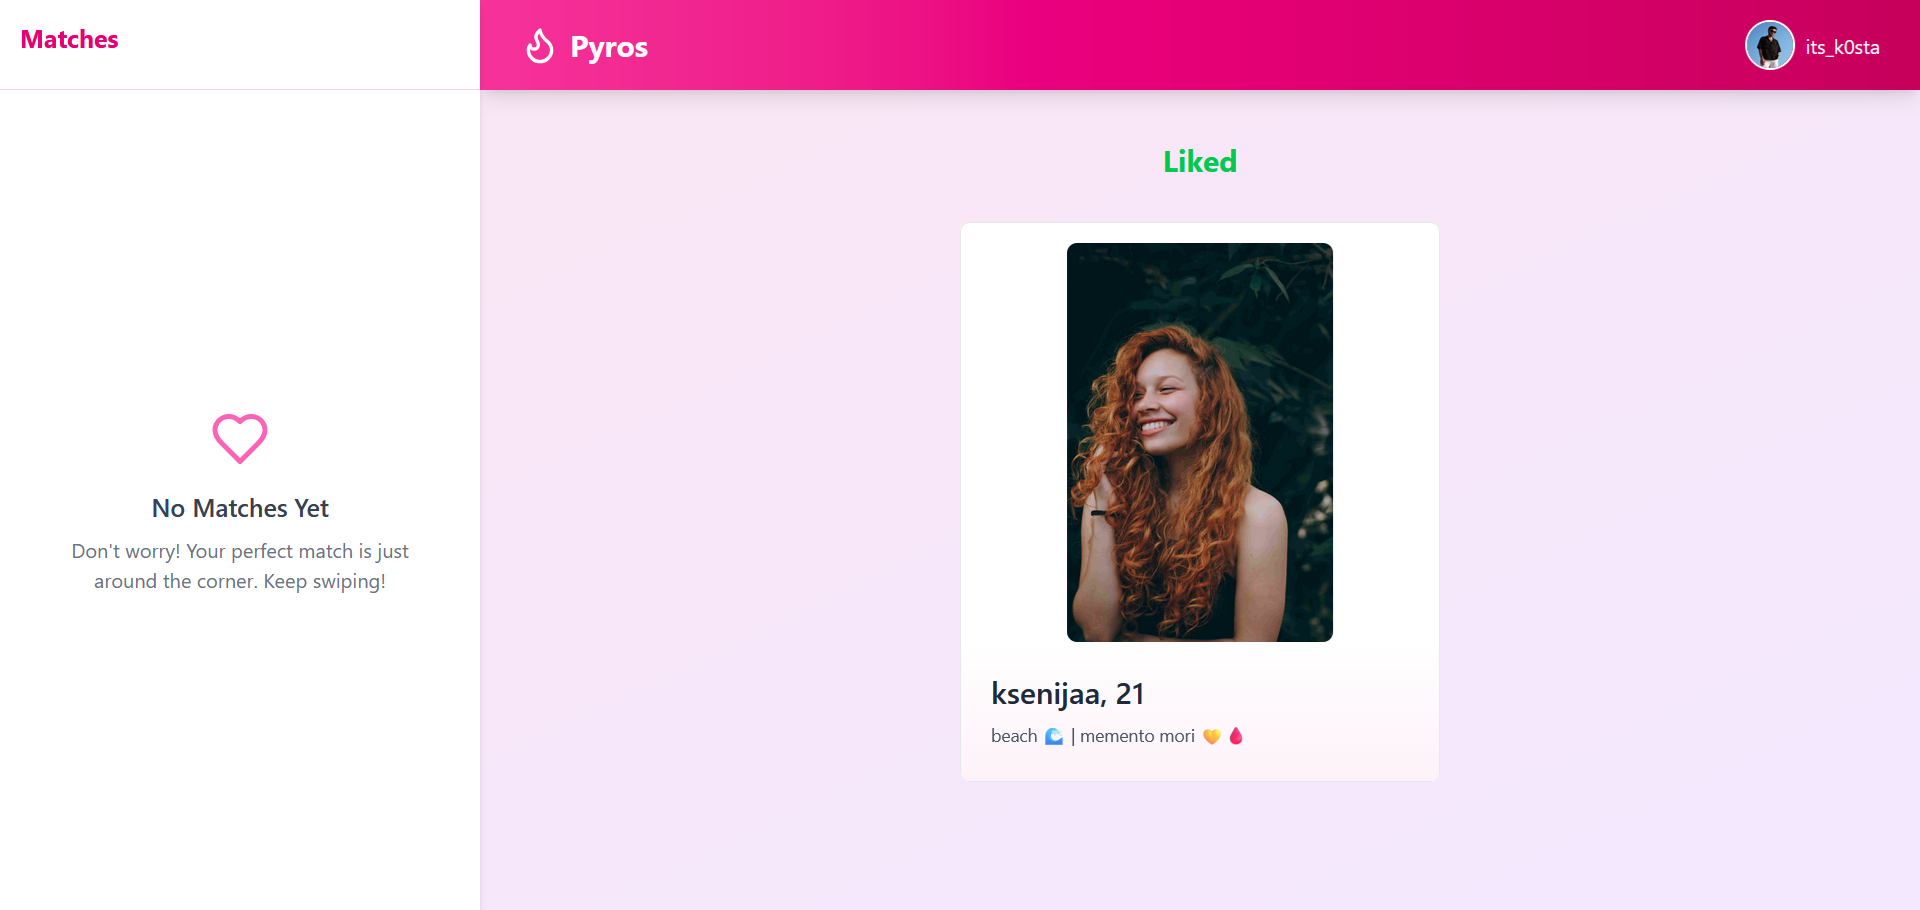 Matches
Pyros
its_k0sta
Liked
No Matches Yet
Don't worry! Your perfect match is just
around the corner. Keep swiping!
ksenijaa, 21
beach 🌊 | memento mori 💛 🩸